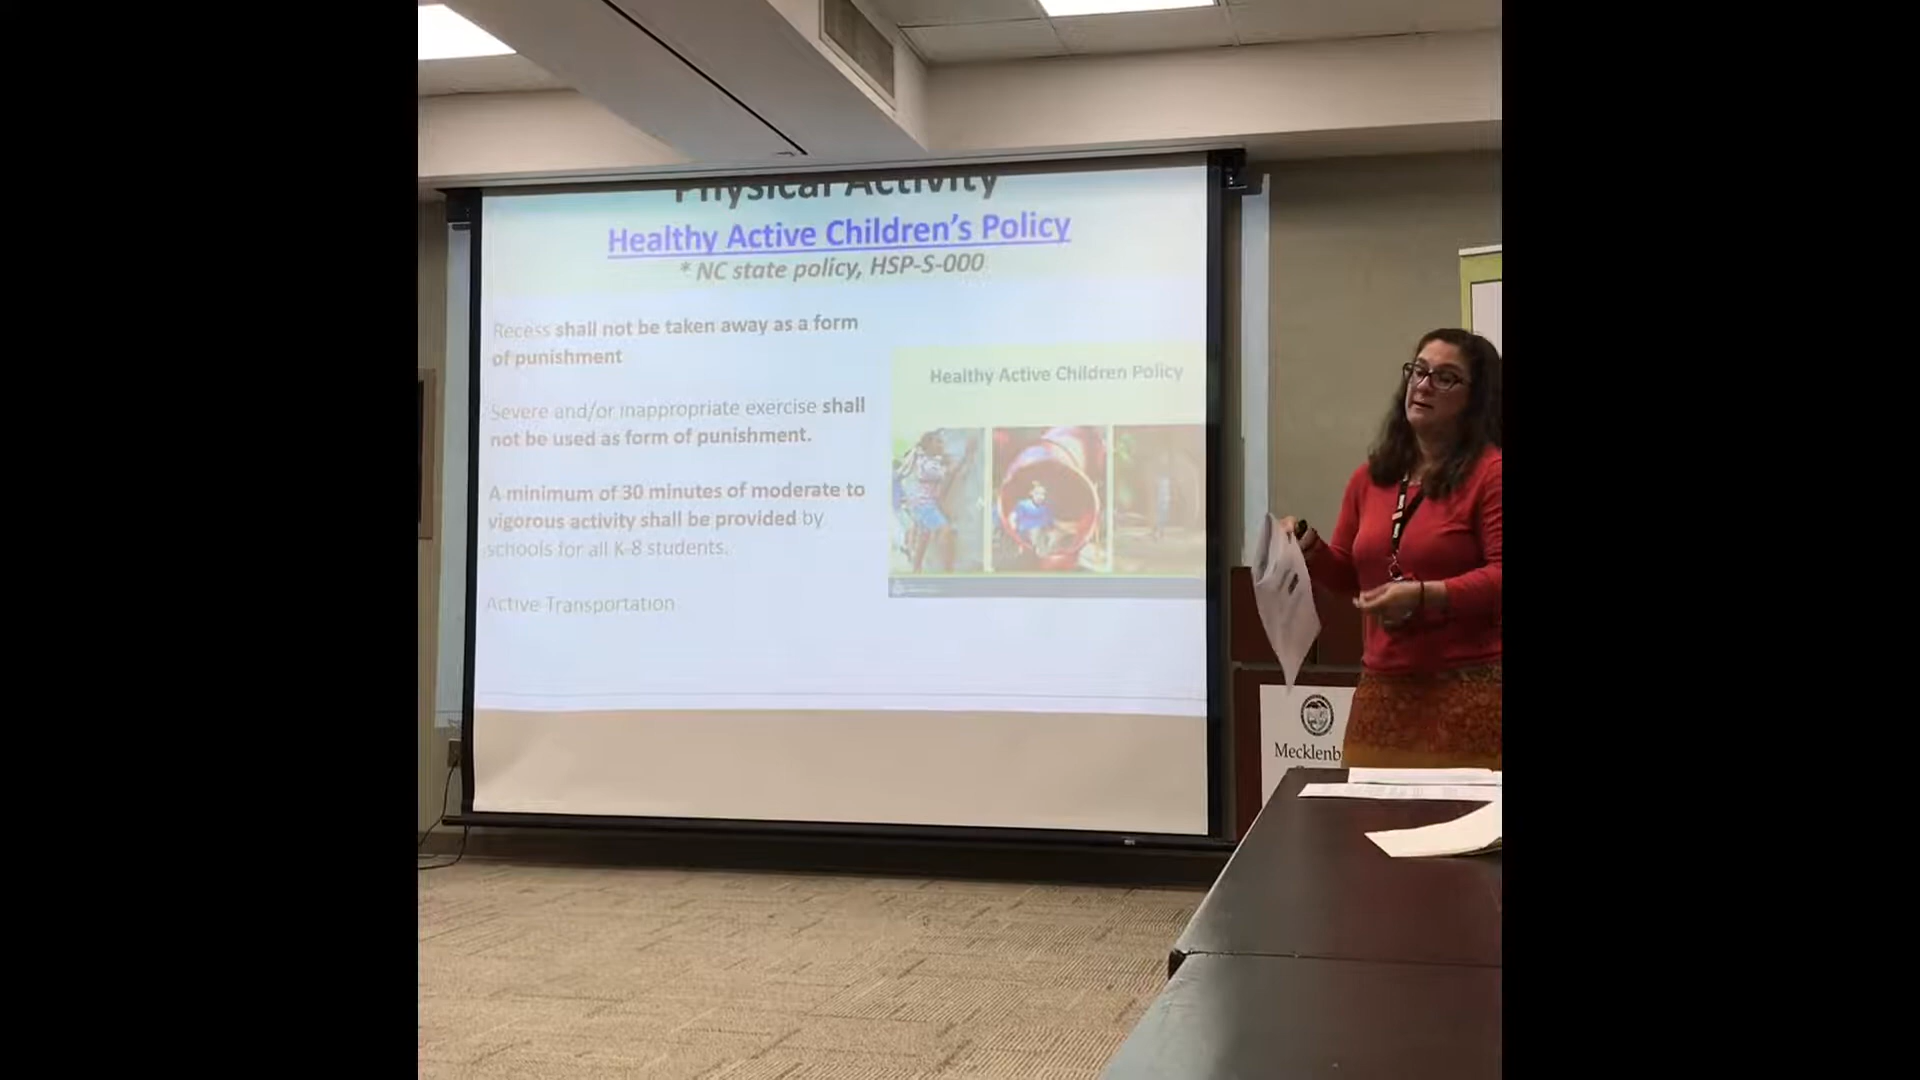 Physical Activity
Healthy Active Children's Policy
* NC state policy, HSP-S-000
Recess shall not be taken away as a form
of punishment
Severe and/or inappropriate exercise shall
not be used as form of punishment.
A minimum of 30 minutes of moderate to
vigorous activity shall be provided by
schools for all K-8 students.
Active Transportation
Healthy Active Children Policy
Mecklenb